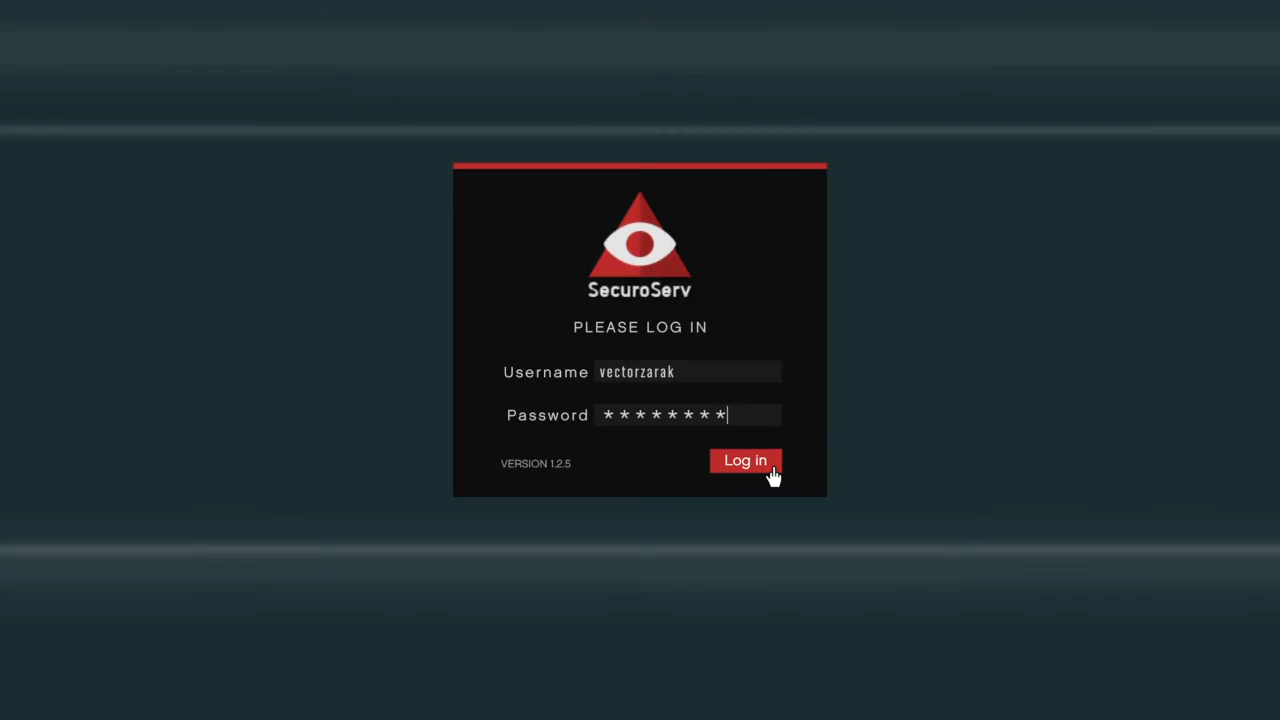 SecuroServ
PLEASE LOG IN
Username vectorzarak
Password ********
VERSION 1.2.5 Log in